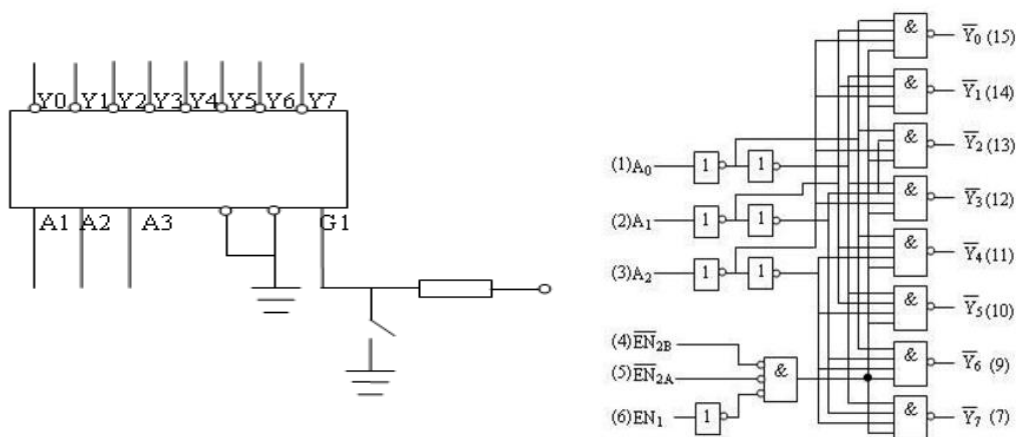 Y0 Y1 Y2 Y3 Y4 Y5 Y6 Y7
A1 A2 A3 G1
& Y̅₀ (15)
& Y̅₁ (14)
& Y̅₂ (13)
(1)A₀ 1 1
& Y̅₃ (12)
(2)A₁ 1 1
& Y̅₄ (11)
(3)A₂ 1 1
& Y̅₅ (10)
(4)E̅N̅₂B
& Y̅₆ (9)
(5)E̅N̅₂A &
(6)EN₁ 1
& Y̅₇ (7)